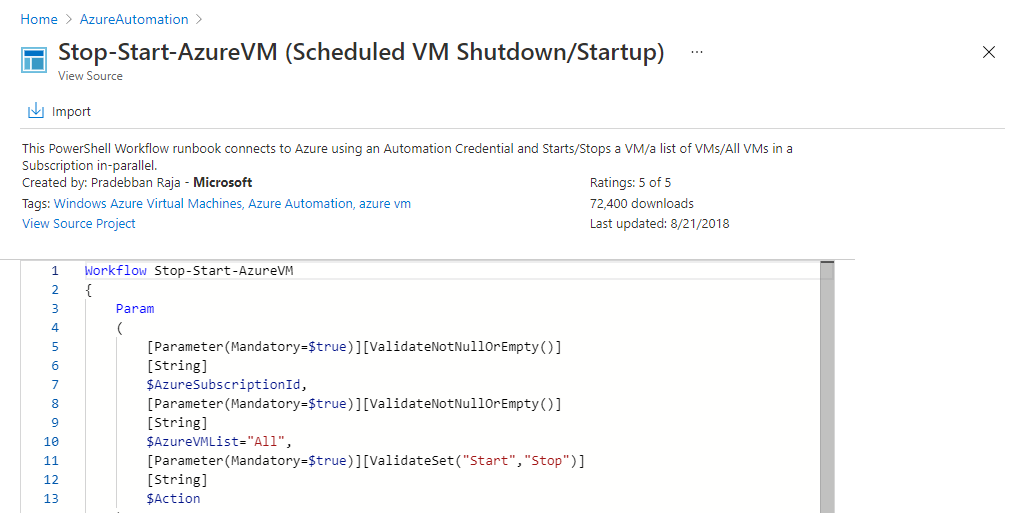 Home > AzureAutomation >
Stop-Start-AzureVM (Scheduled VM Shutdown/Startup) ...
View Source
Import
This PowerShell Workflow runbook connects to Azure using an Automation Credential and Starts/Stops a VM/a list of VMs/All VMs in a
Subscription in-parallel.
Created by: Pradebban Raja - Microsoft
Ratings: 5 of 5
Tags: Windows Azure Virtual Machines, Azure Automation, azure vm
72,400 downloads
View Source Project
Last updated: 8/21/2018
1 Workflow Stop-Start-AzureVM
2 {
3 Param
4 (
5 [Parameter(Mandatory=$true)][ValidateNotNullOrEmpty()]
6 [String]
7 $AzureSubscriptionId,
8 [Parameter(Mandatory=$true)][ValidateNotNullOrEmpty()]
9 [String]
10 $AzureVMList="All",
11 [Parameter(Mandatory=$true)][ValidateSet("Start","Stop")]
12 [String]
13 $Action